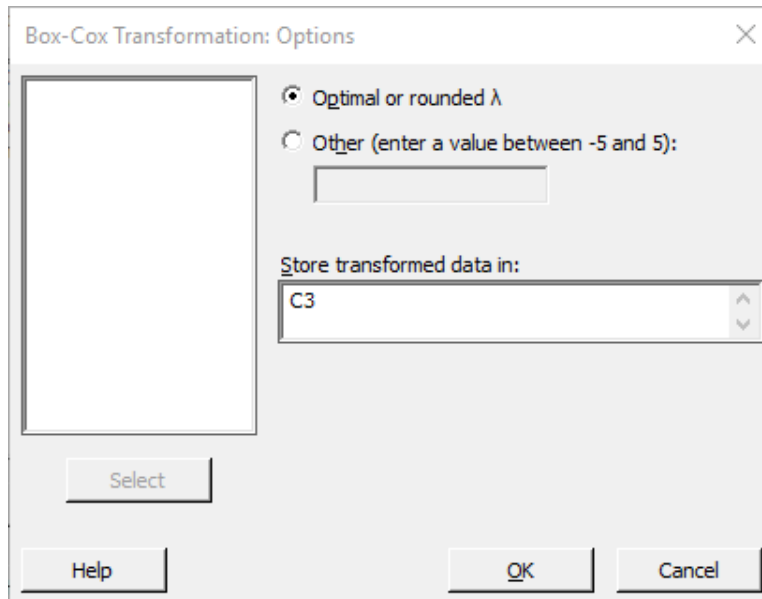 Box-Cox Transformation: Options
Optimal or rounded λ
Other (enter a value between -5 and 5):
Store transformed data in:
C3
Select
Help
OK
Cancel